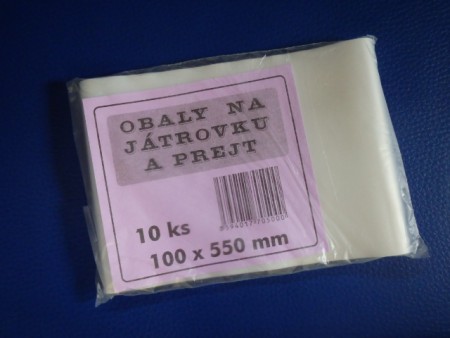 OBALY NA
JÁTROVKU
A PREJT
10 ks
100 x 550 mm